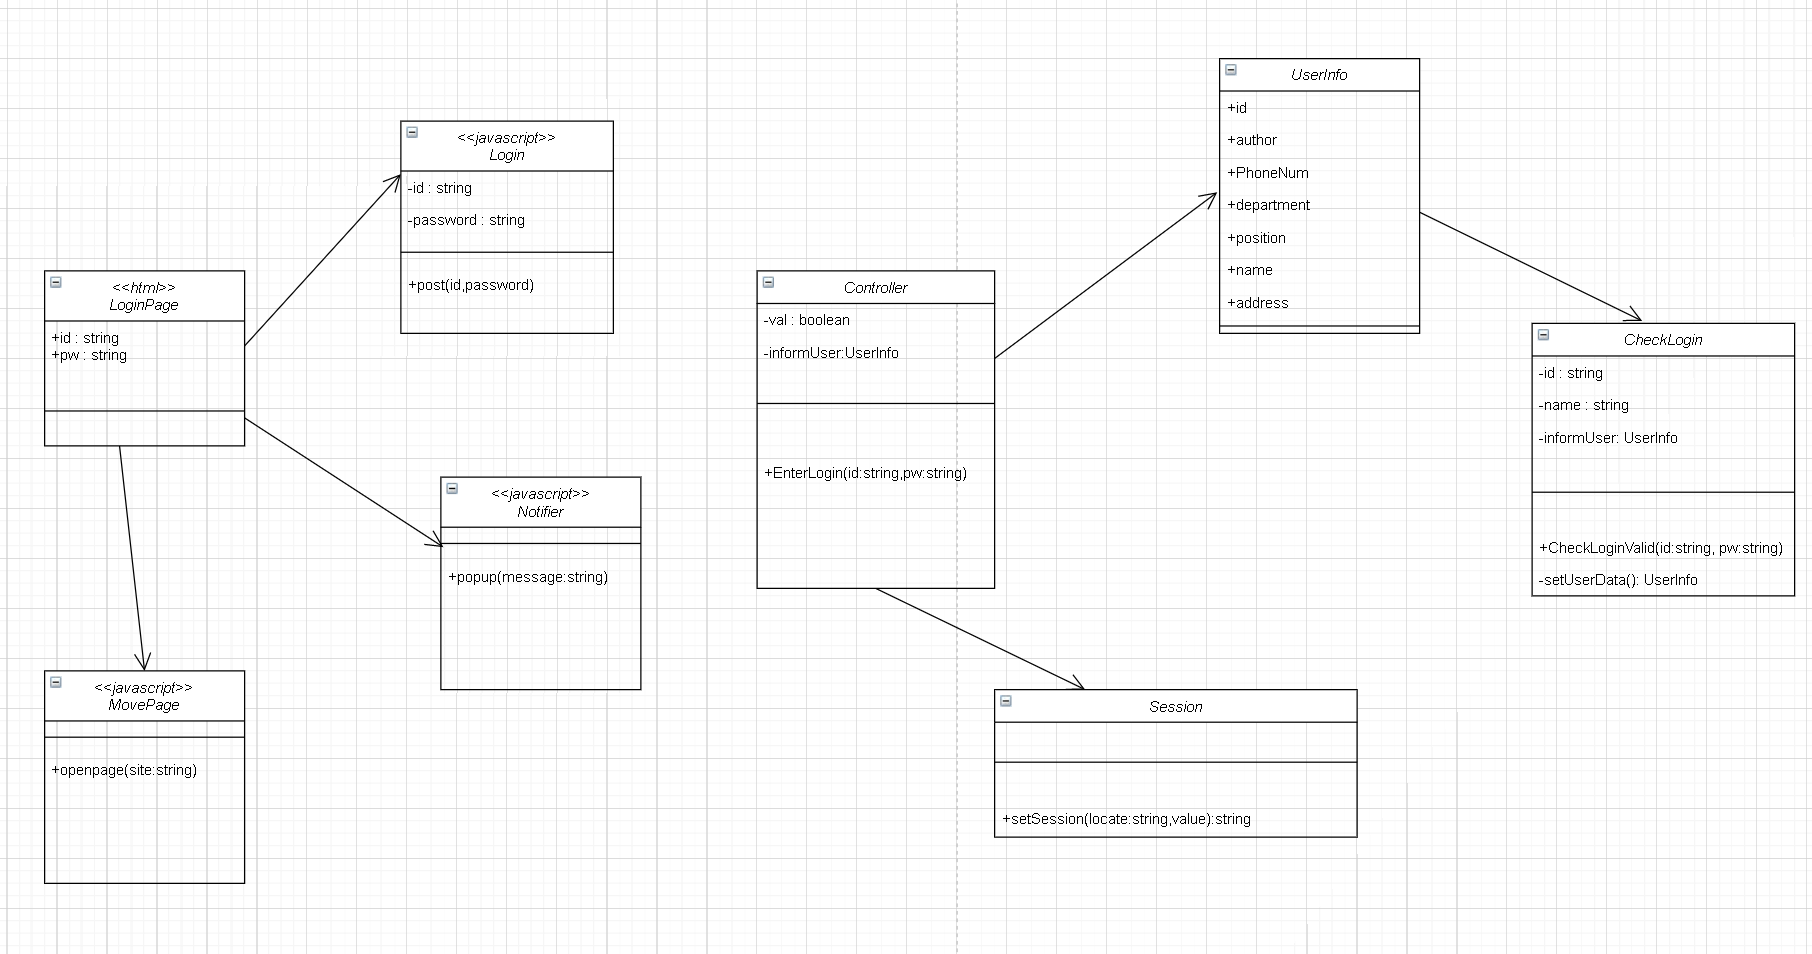 <<html>>
LoginPage
+id : string
+pw : string
<<javascript>>
Login
-id : string
-password : string
+post(id,password)
<<javascript>>
Notifier
+popup(message:string)
<<javascript>>
MovePage
+openpage(site:string)
Controller
-val : boolean
-informUser:UserInfo
+EnterLogin(id:string,pw:string)
UserInfo
+id
+author
+PhoneNum
+department
+position
+name
+address
CheckLogin
-id : string
-name : string
-informUser: UserInfo
+CheckLoginValid(id:string, pw:string)
-setUserData(): UserInfo
Session
+setSession(locate:string,value):string